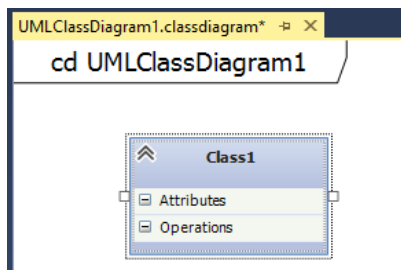 UMLClassDiagram1.classdiagram*
cd UMLClassDiagram1
Class1
Attributes
Operations